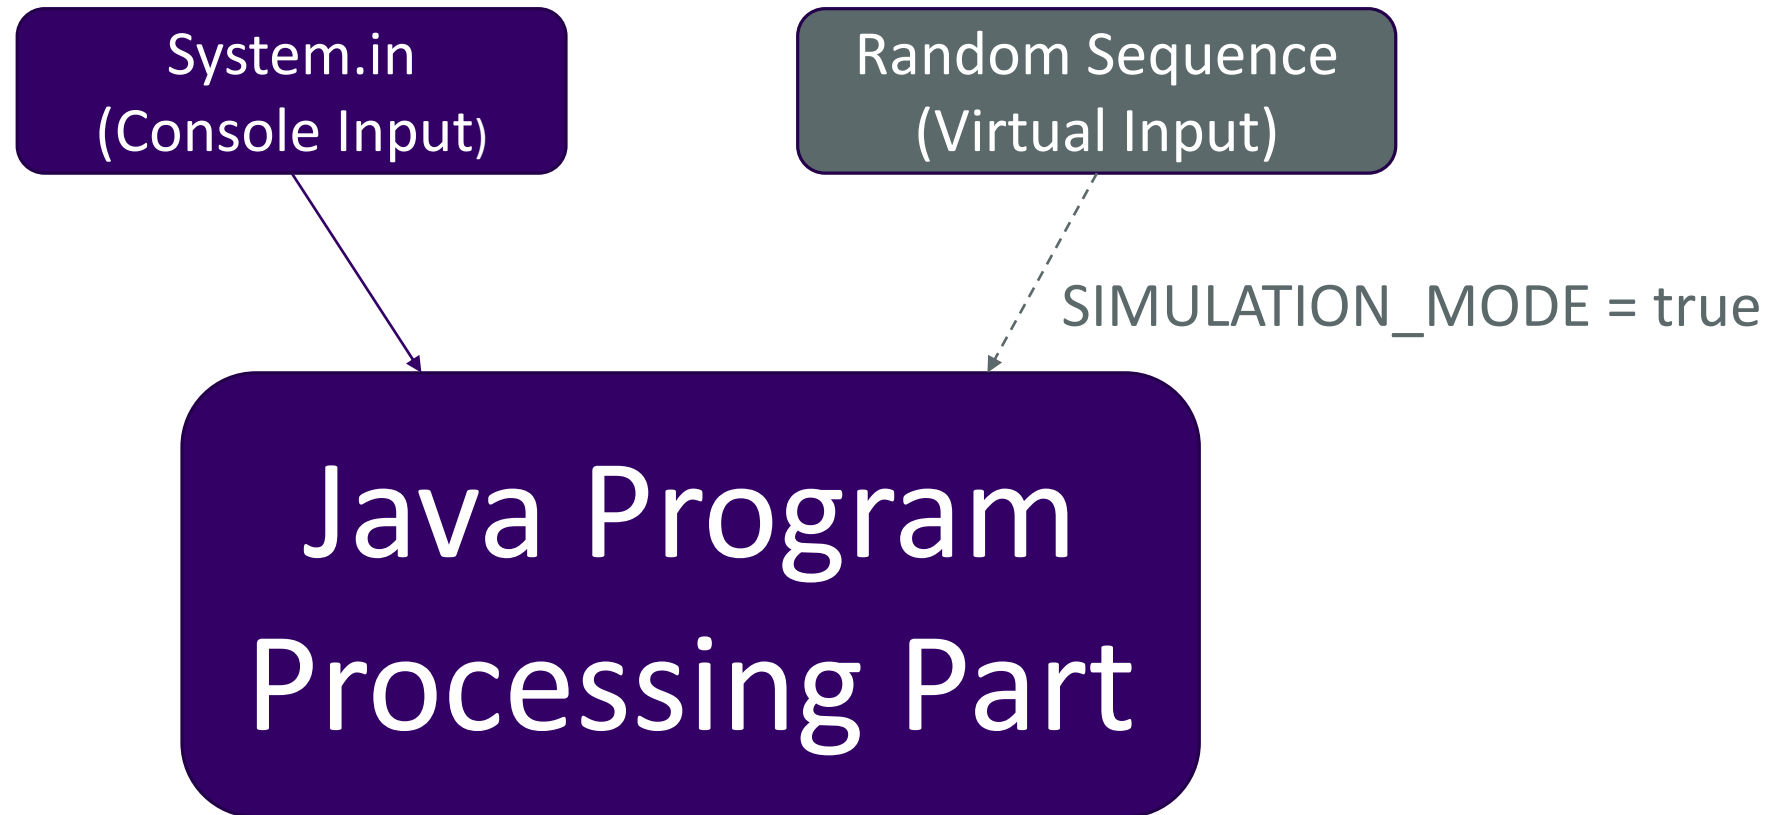 System.in
(Console Input)
Random Sequence
(Virtual Input)
SIMULATION_MODE = true
Java Program
Processing Part